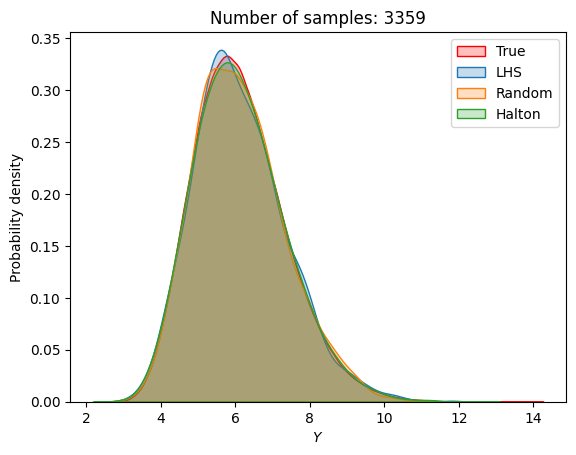 Number of samples: 3359
True
LHS
Random
Halton
Probability density
0.35
0.30
0.25
0.20
0.15
0.10
0.05
0.00
2 4 6 8 10 12 14
Y